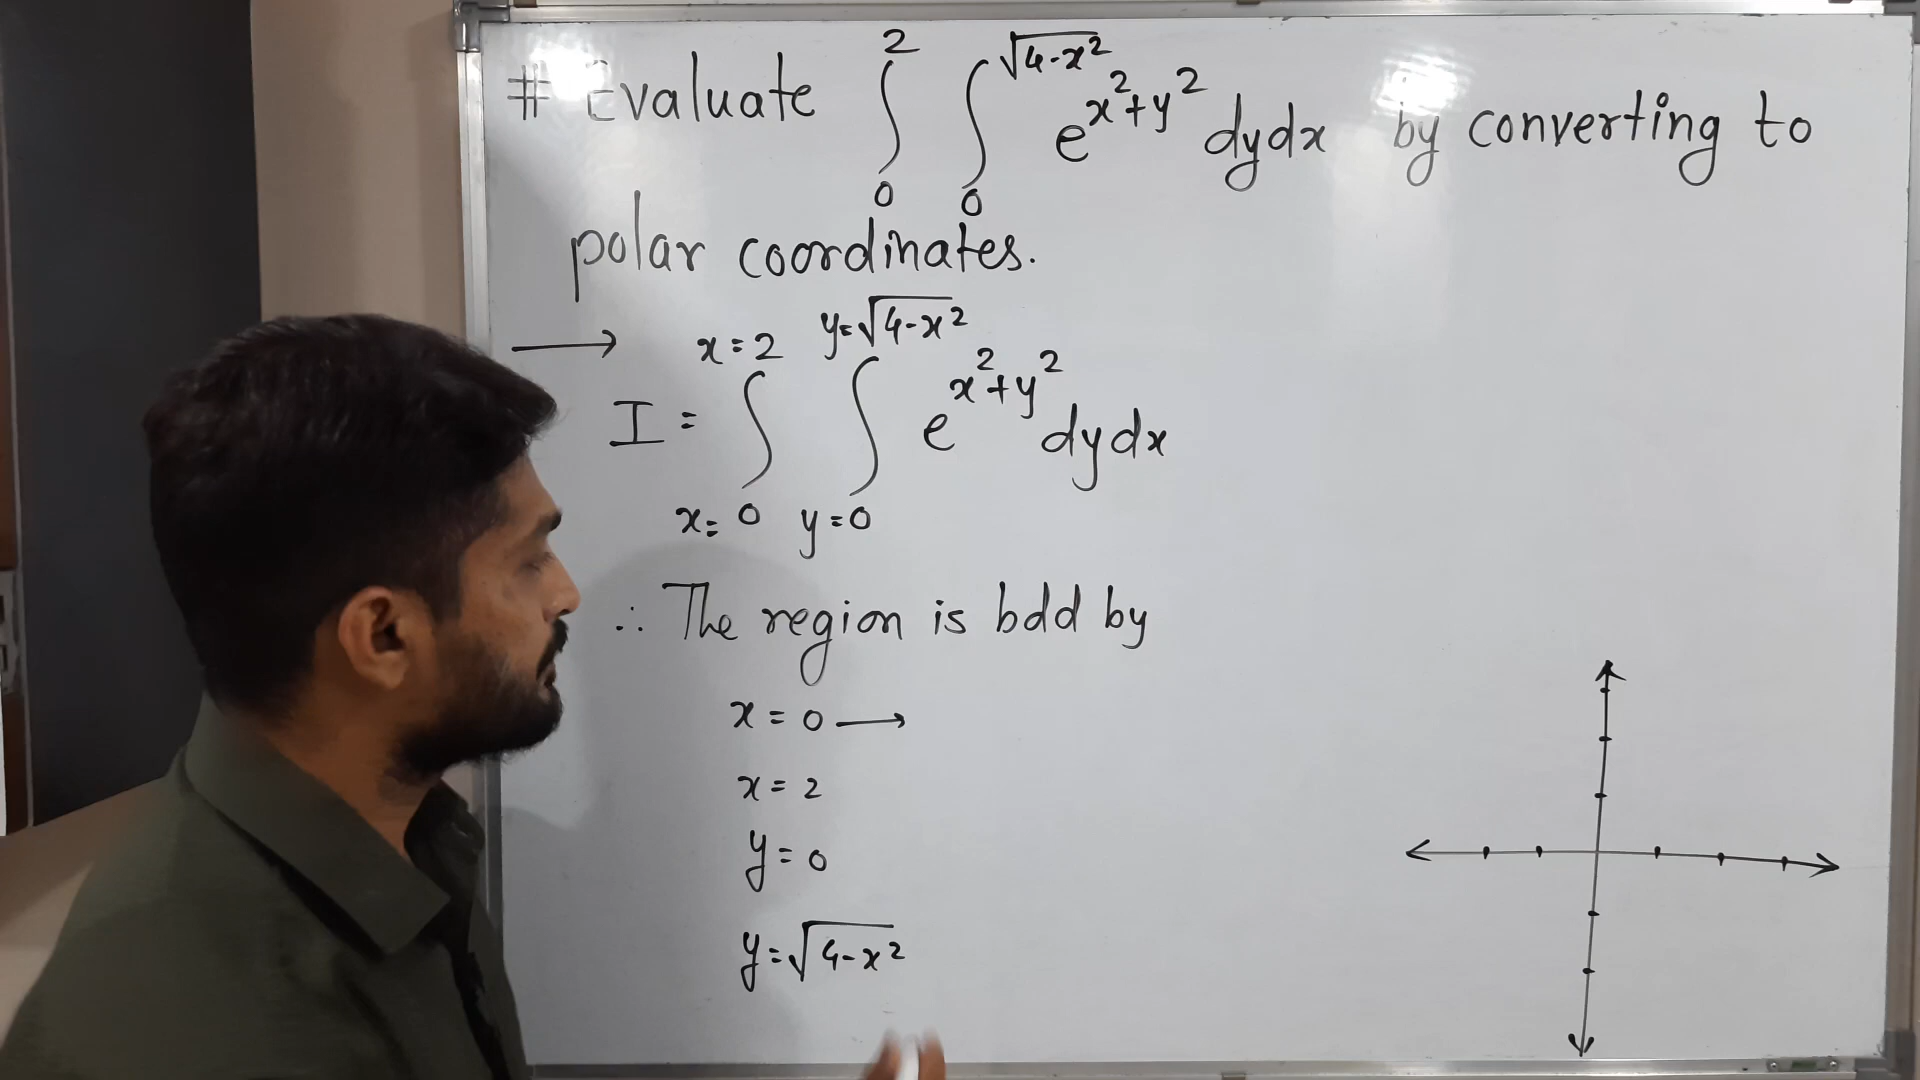 # Evaluate ∫₀² ∫₀^√(4-x²) e^(x²+y²) dydx by converting to
polar coordinates.
→ I = ∫_(x=0)^(x=2) ∫_(y=0)^(y=√(4-x²)) e^(x²+y²) dydx
∴ The region is bdd by
x = 0 →
x = 2
y = 0
y = √(4-x²)